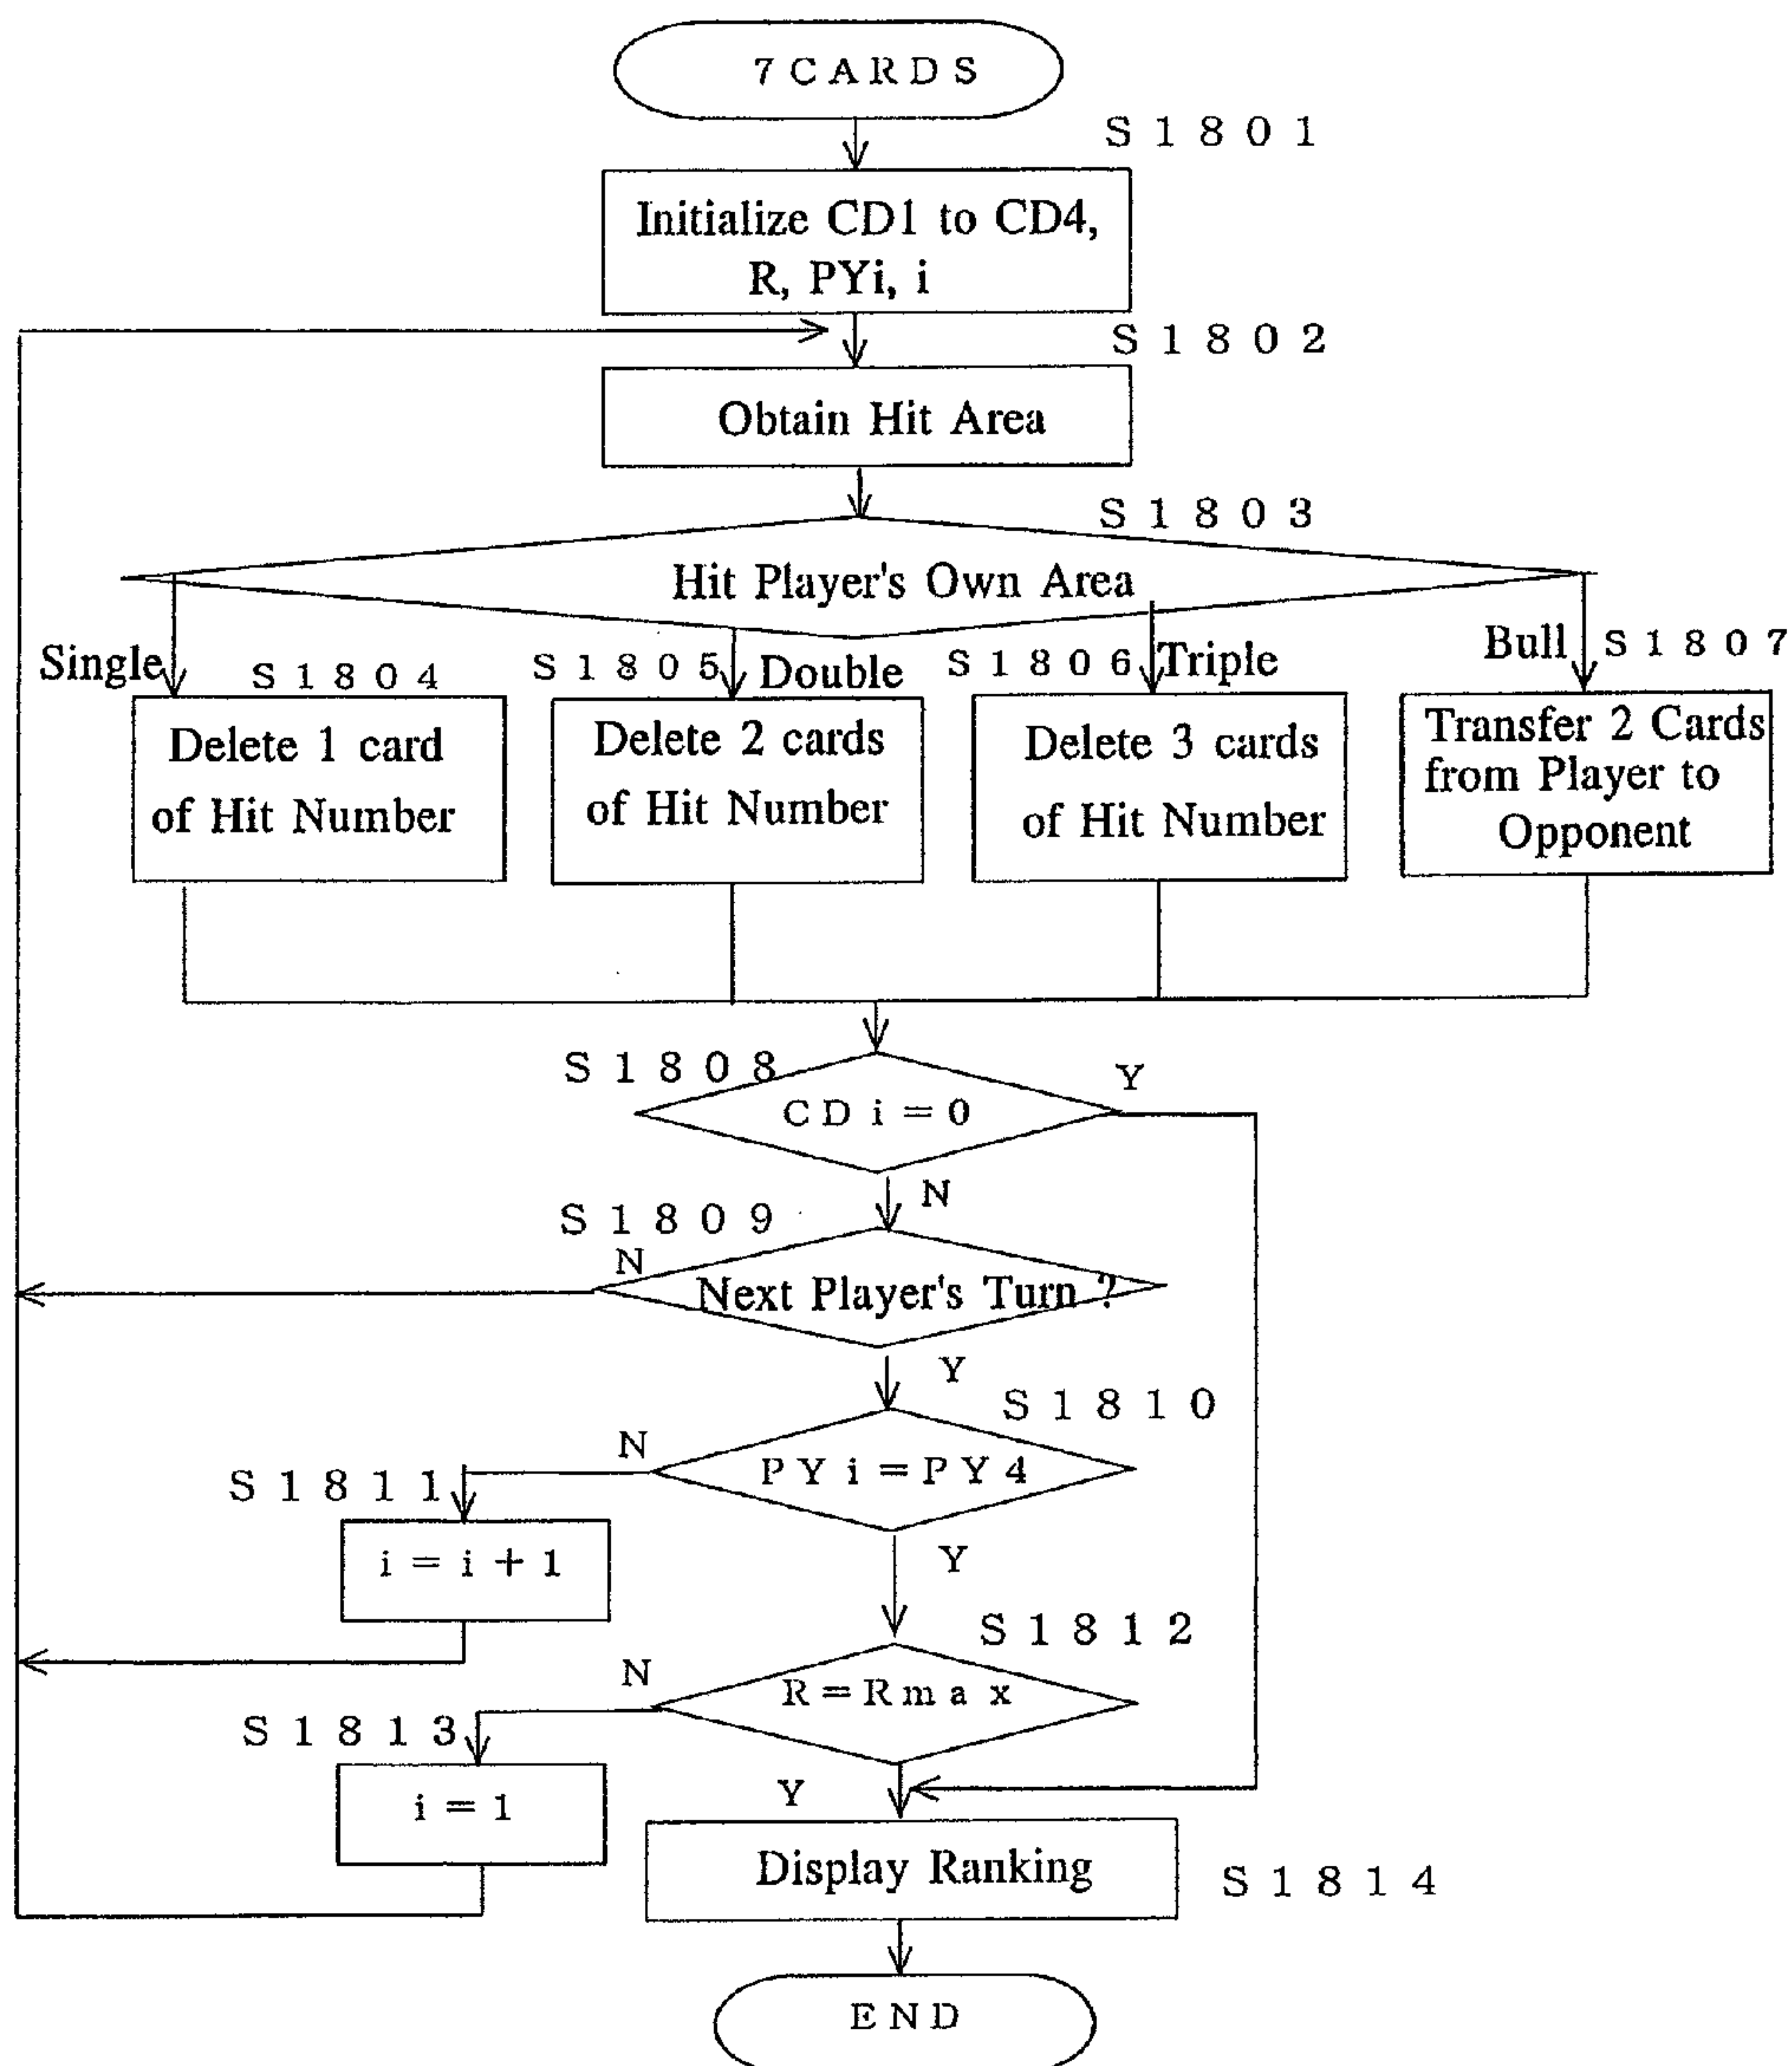 7 CARDS
S1801
Initialize CD1 to CD4,
R, PYi, i
S1802
Obtain Hit Area
S1803
Hit Player's Own Area
Single
S1804
S1805
Double
S1806
Triple
Bull
S1807
Delete 1 card
of Hit Number
Delete 2 cards
of Hit Number
Delete 3 cards
of Hit Number
Transfer 2 Cards
from Player to
Opponent
S1808
CDi=0
Y
N
S1809
N
Next Player's Turn ?
Y
S1810
N
PYi=PY4
S1811
i=i+1
Y
S1812
N
R=Rmax
S1813
i=1
Y
Display Ranking
S1814
END